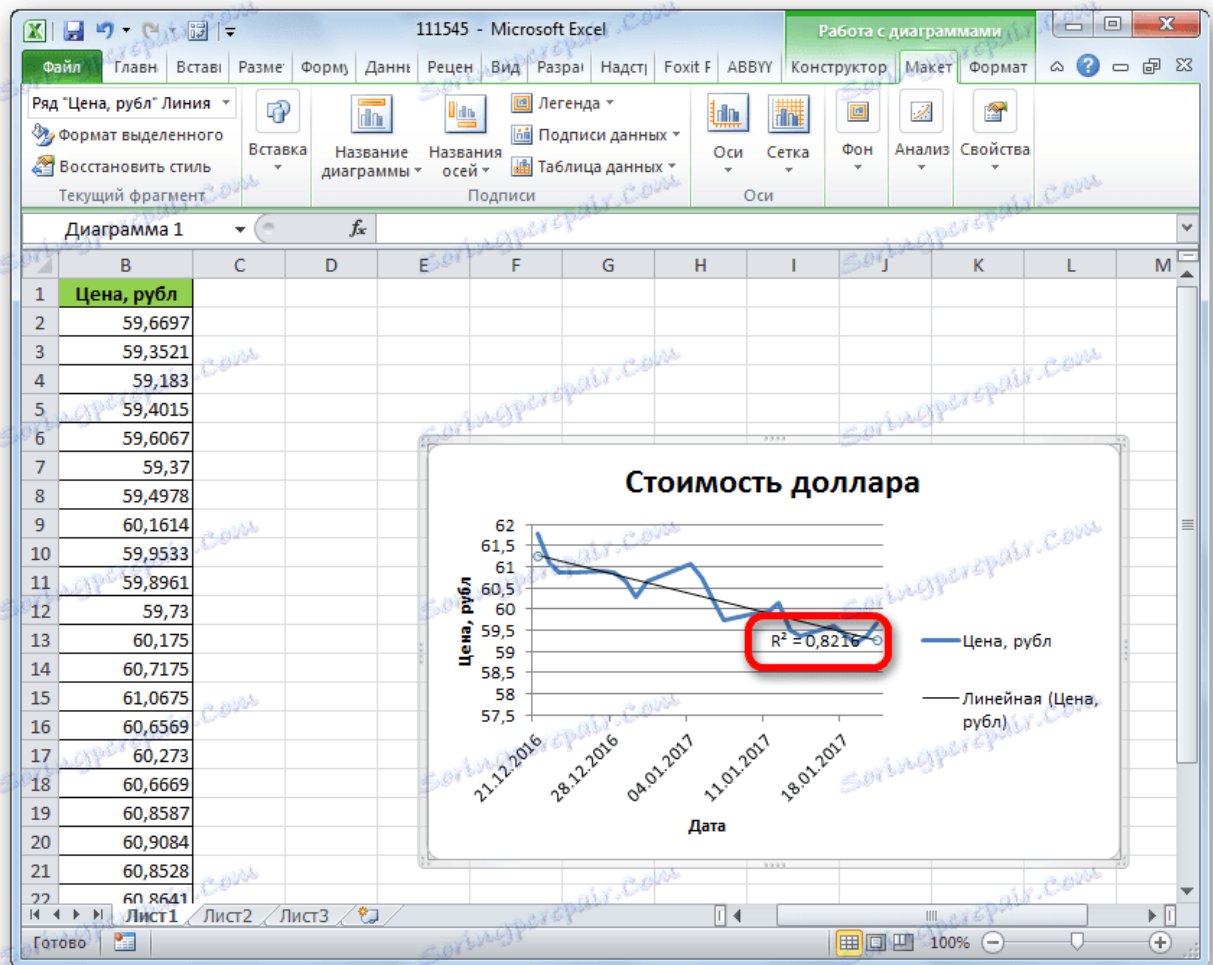 111545 - Microsoft Excel
Работа с диаграммами
Файл Главн Встав Разме Форму Даннь Рецен Вид Разра Надст Foxit F ABBYY Конструктор Макет Формат
Ряд "Цена, рубл" Линия
Формат выделенного
Восстановить стиль
Текущий фрагмент
Вставка
Название диаграммы
Названия осей
Легенда
Подписи данных
Таблица данных
Подписи
Оси
Сетка
Оси
Фон
Анализ
Свойства
Диаграмма 1
fx
B C D E F G H I J K L M
1 Цена, рубл
2 59,6697
3 59,3521
4 59,183
5 59,4015
6 59,6067
7 59,37
8 59,4978
9 60,1614
10 59,9533
11 59,8961
12 59,73
13 60,175
14 60,7175
15 61,0675
16 60,6569
17 60,273
18 60,6669
19 60,8587
20 60,9084
21 60,8528
22 60,8641
Стоимость доллара
62
61,5
61
60,5
60
59,5
59
58,5
58
57,5
Цена, рубл
R² = 0,8216
21.12.2016
28.12.2016
04.01.2017
11.01.2017
18.01.2017
Дата
Цена, рубл
Линейная (Цена,
рубл)
Лист1 Лист2 Лист3
Готово
100%
Soringpcrepair.Com